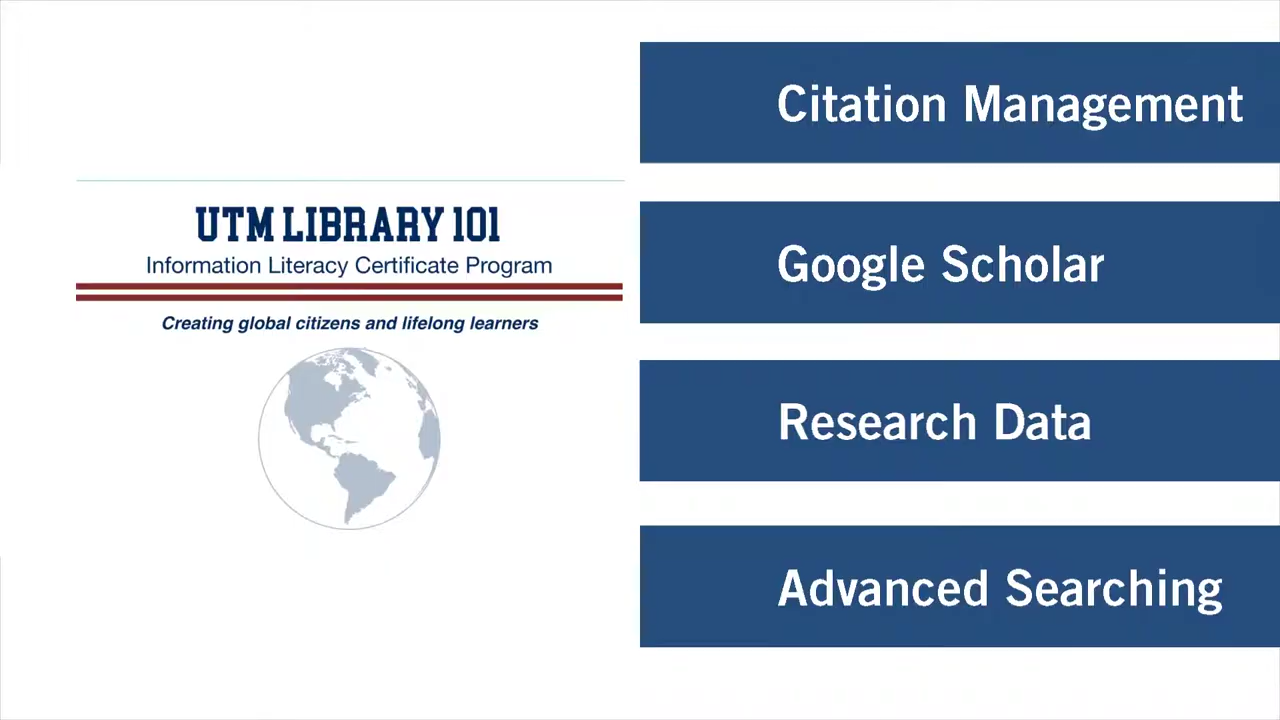 UTM LIBRARY 101
Information Literacy Certificate Program
Creating global citizens and lifelong learners
Citation Management
Google Scholar
Research Data
Advanced Searching